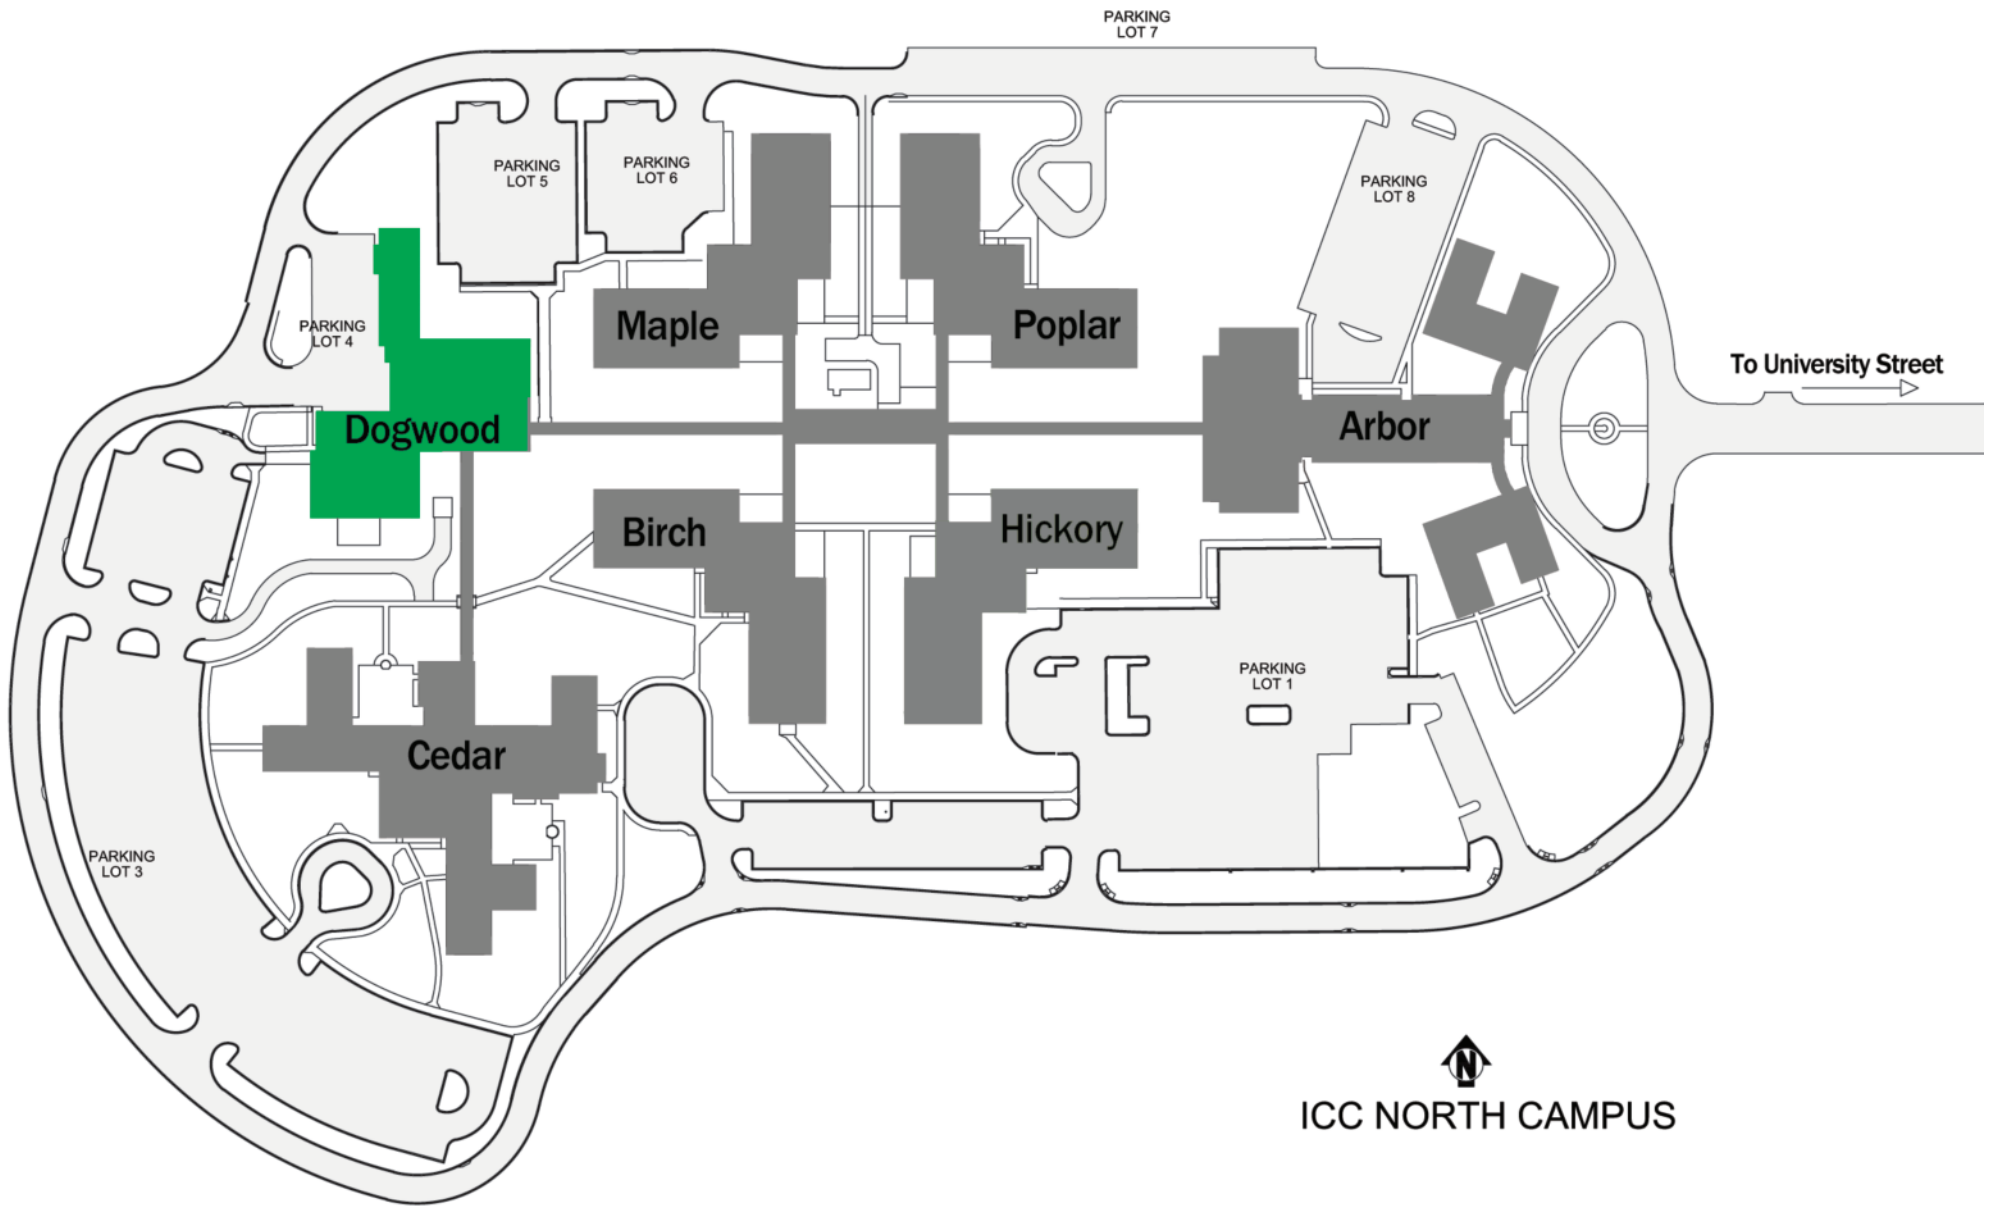 PARKING
LOT 7
PARKING
LOT 5
PARKING
LOT 6
PARKING
LOT 8
PARKING
LOT 4
Maple
Poplar
To University Street
Dogwood
Arbor
Birch
Hickory
PARKING
LOT 1
Cedar
PARKING
LOT 3
N
ICC NORTH CAMPUS